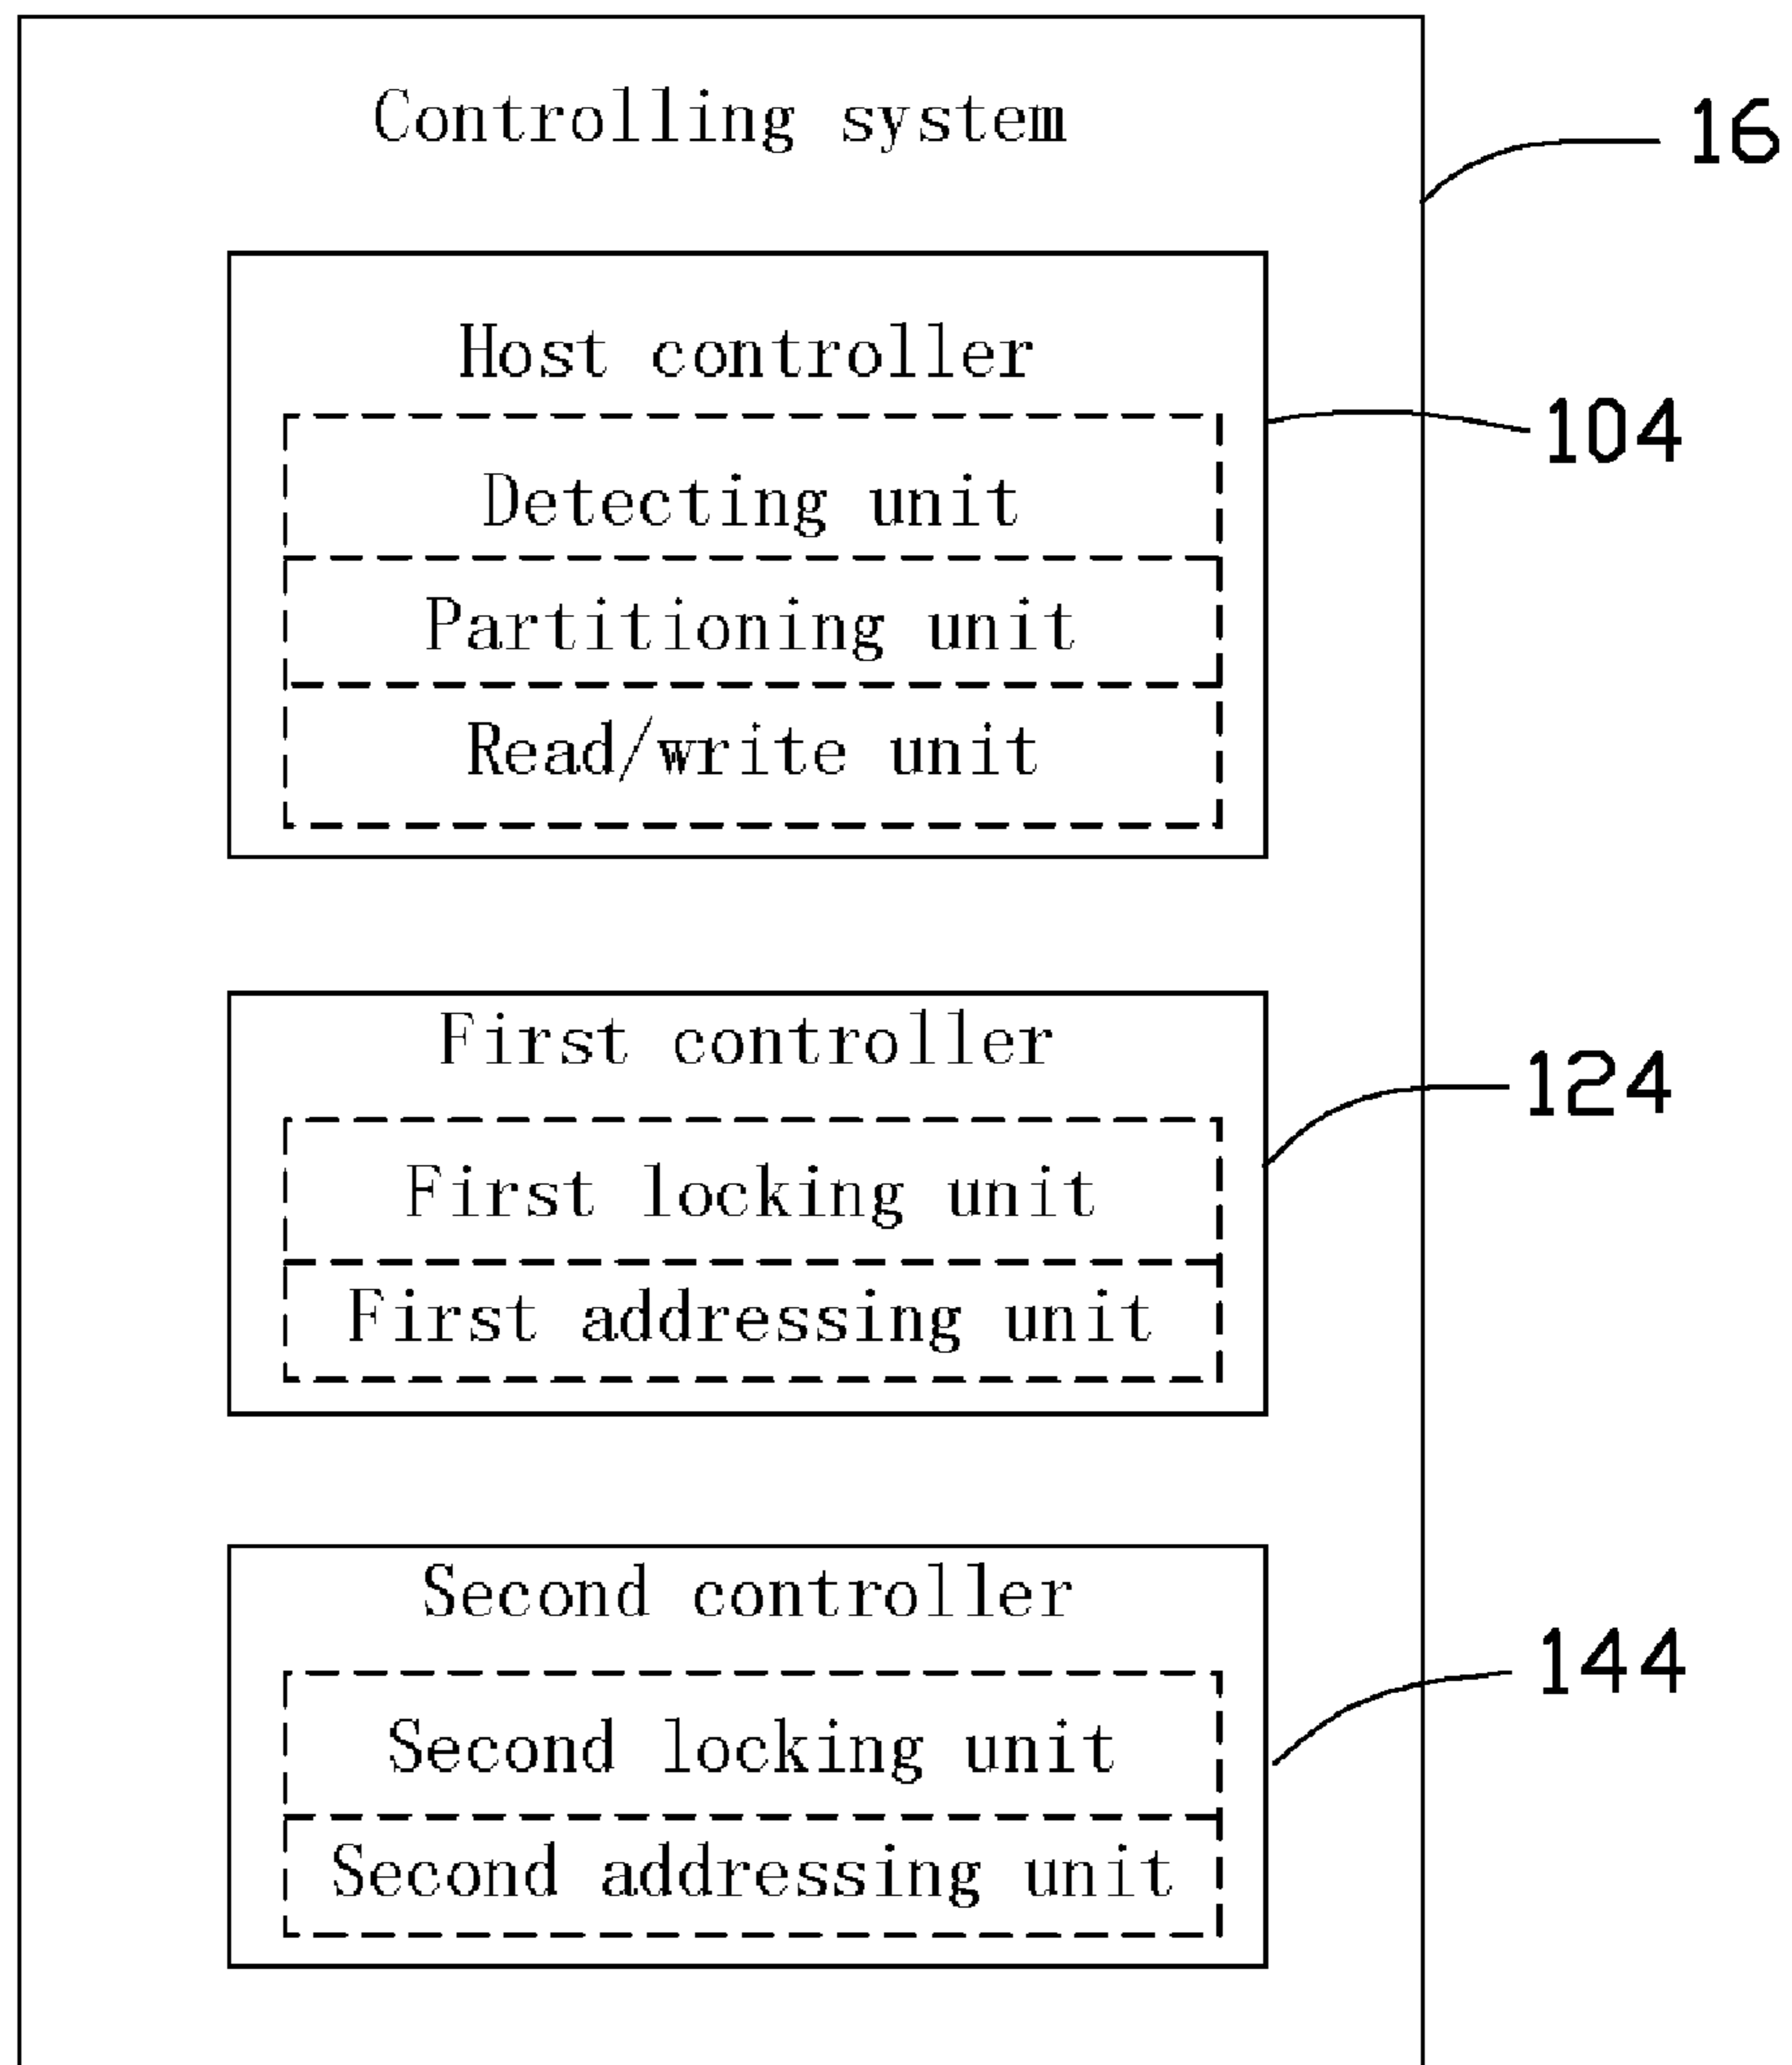 Controlling system
16
Host controller
104
Detecting unit
Partitioning unit
Read/write unit
First controller
124
First locking unit
First addressing unit
Second controller
144
Second locking unit
Second addressing unit